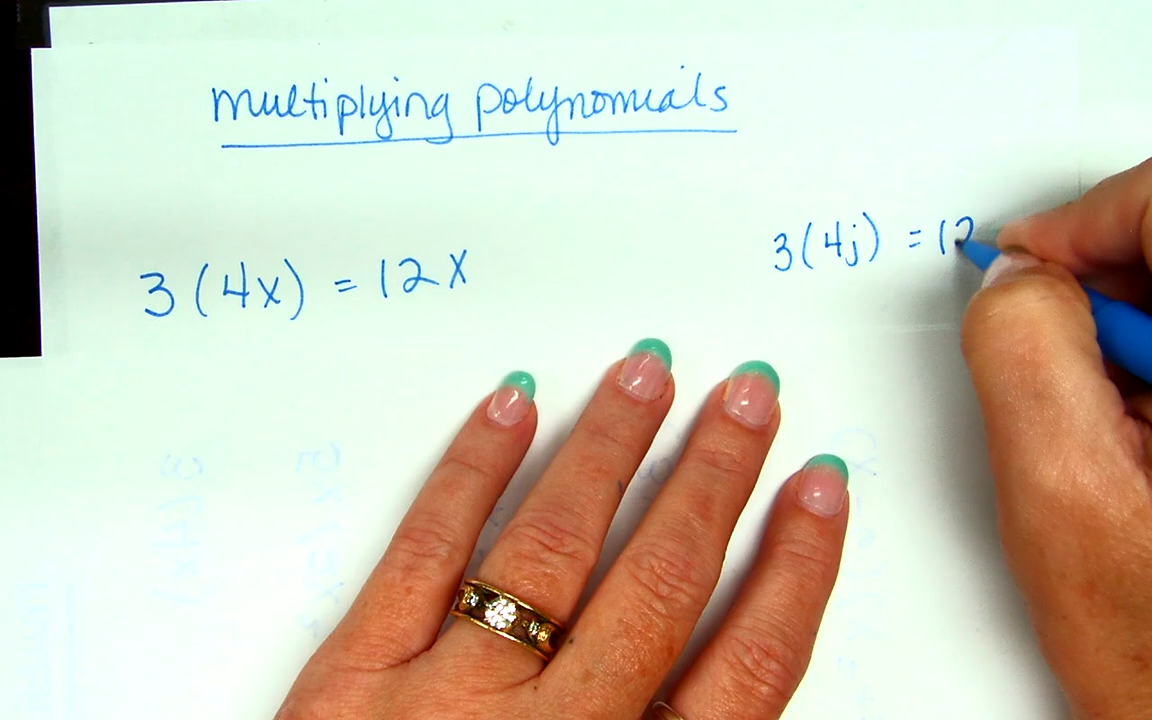 multiplying polynomials
3(4x) = 12x
3(4j) = 12